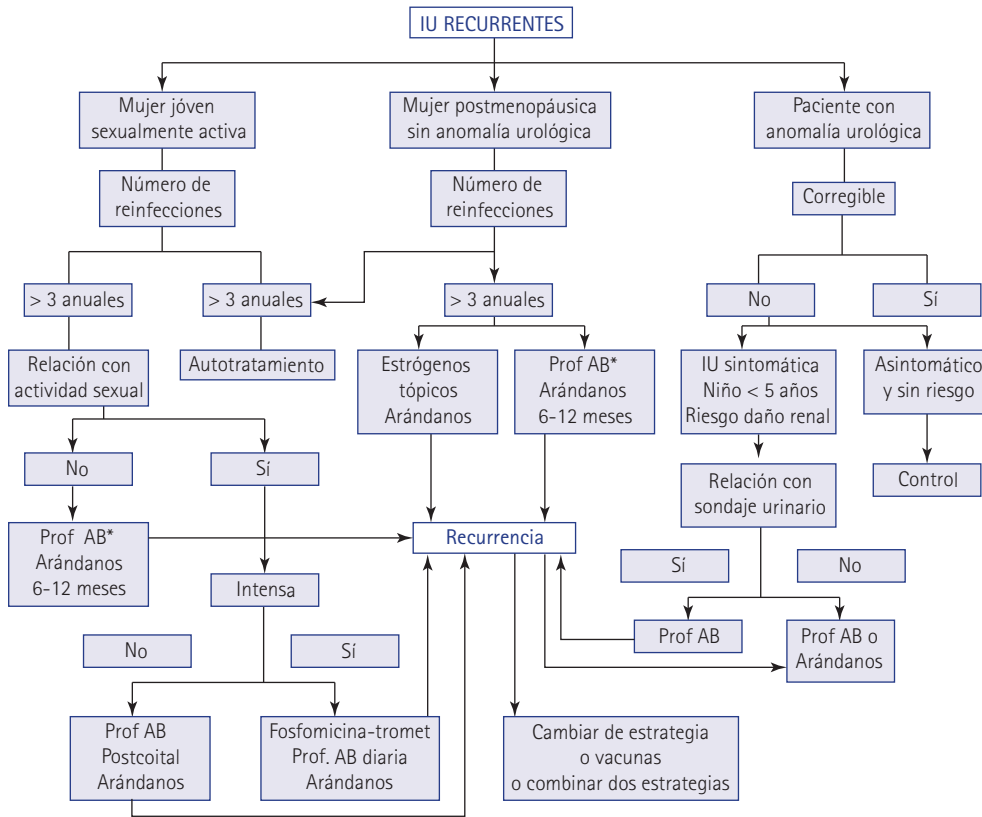 IU RECURRENTES
Mujer jóven
sexualmente activa
Mujer postmenopáusica
sin anomalía urológica
Paciente con
anomalía urológica
Número de
reinfecciones
Número de
reinfecciones
Corregible
> 3 anuales
> 3 anuales
> 3 anuales
No
Sí
Relación con
actividad sexual
Autotratamiento
Estrógenos
tópicos
Arándanos
Prof AB*
Arándanos
6-12 meses
IU sintomática
Niño < 5 años
Riesgo daño renal
Asintomático
y sin riesgo
No
Sí
Relación con
sondaje urinario
Control
Prof AB*
Arándanos
6-12 meses
Recurrencia
Intensa
Sí
No
No
Sí
Prof AB
Prof AB o
Arándanos
Prof AB
Postcoital
Arándanos
Fosfomicina-tromet
Prof. AB diaria
Arándanos
Cambiar de estrategia
o vacunas
o combinar dos estrategias